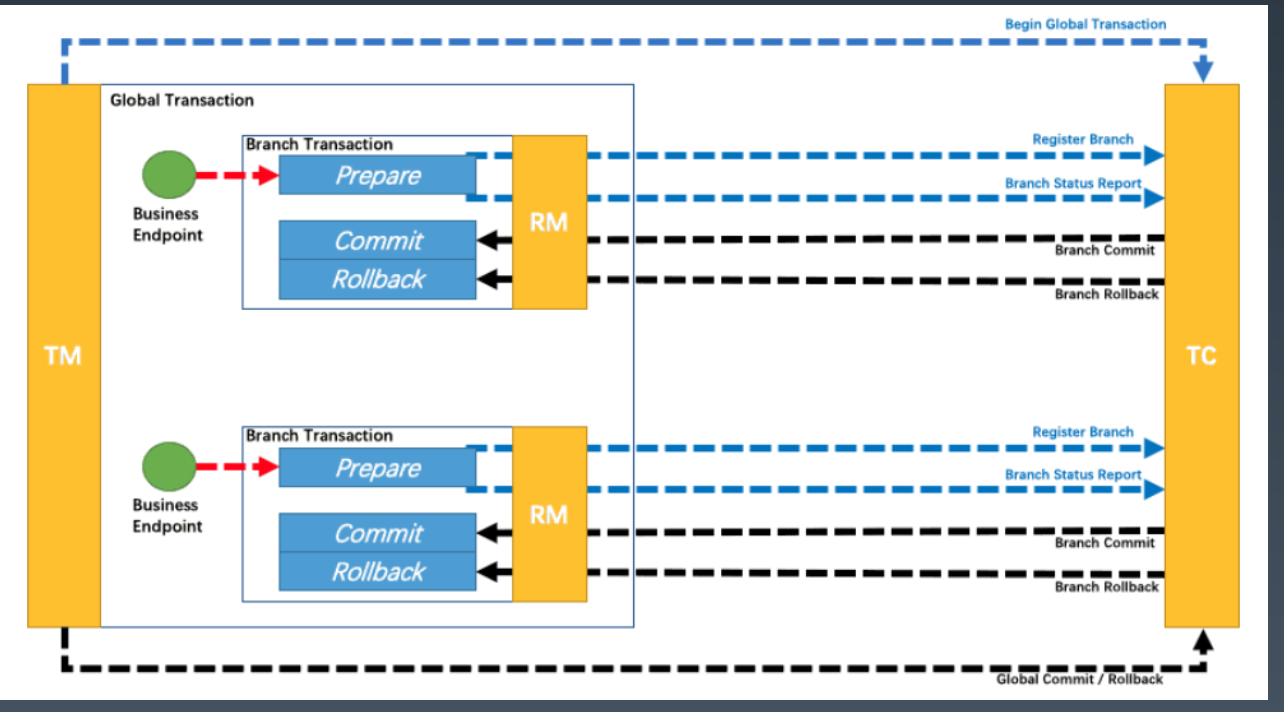 Begin Global Transaction
Global Transaction
Branch Transaction
Prepare
Commit
Rollback
RM
Business
Endpoint
Register Branch
Branch Status Report
Branch Commit
Branch Rollback
TM
TC
Branch Transaction
Prepare
Commit
Rollback
RM
Business
Endpoint
Register Branch
Branch Status Report
Branch Commit
Branch Rollback
Global Commit / Rollback